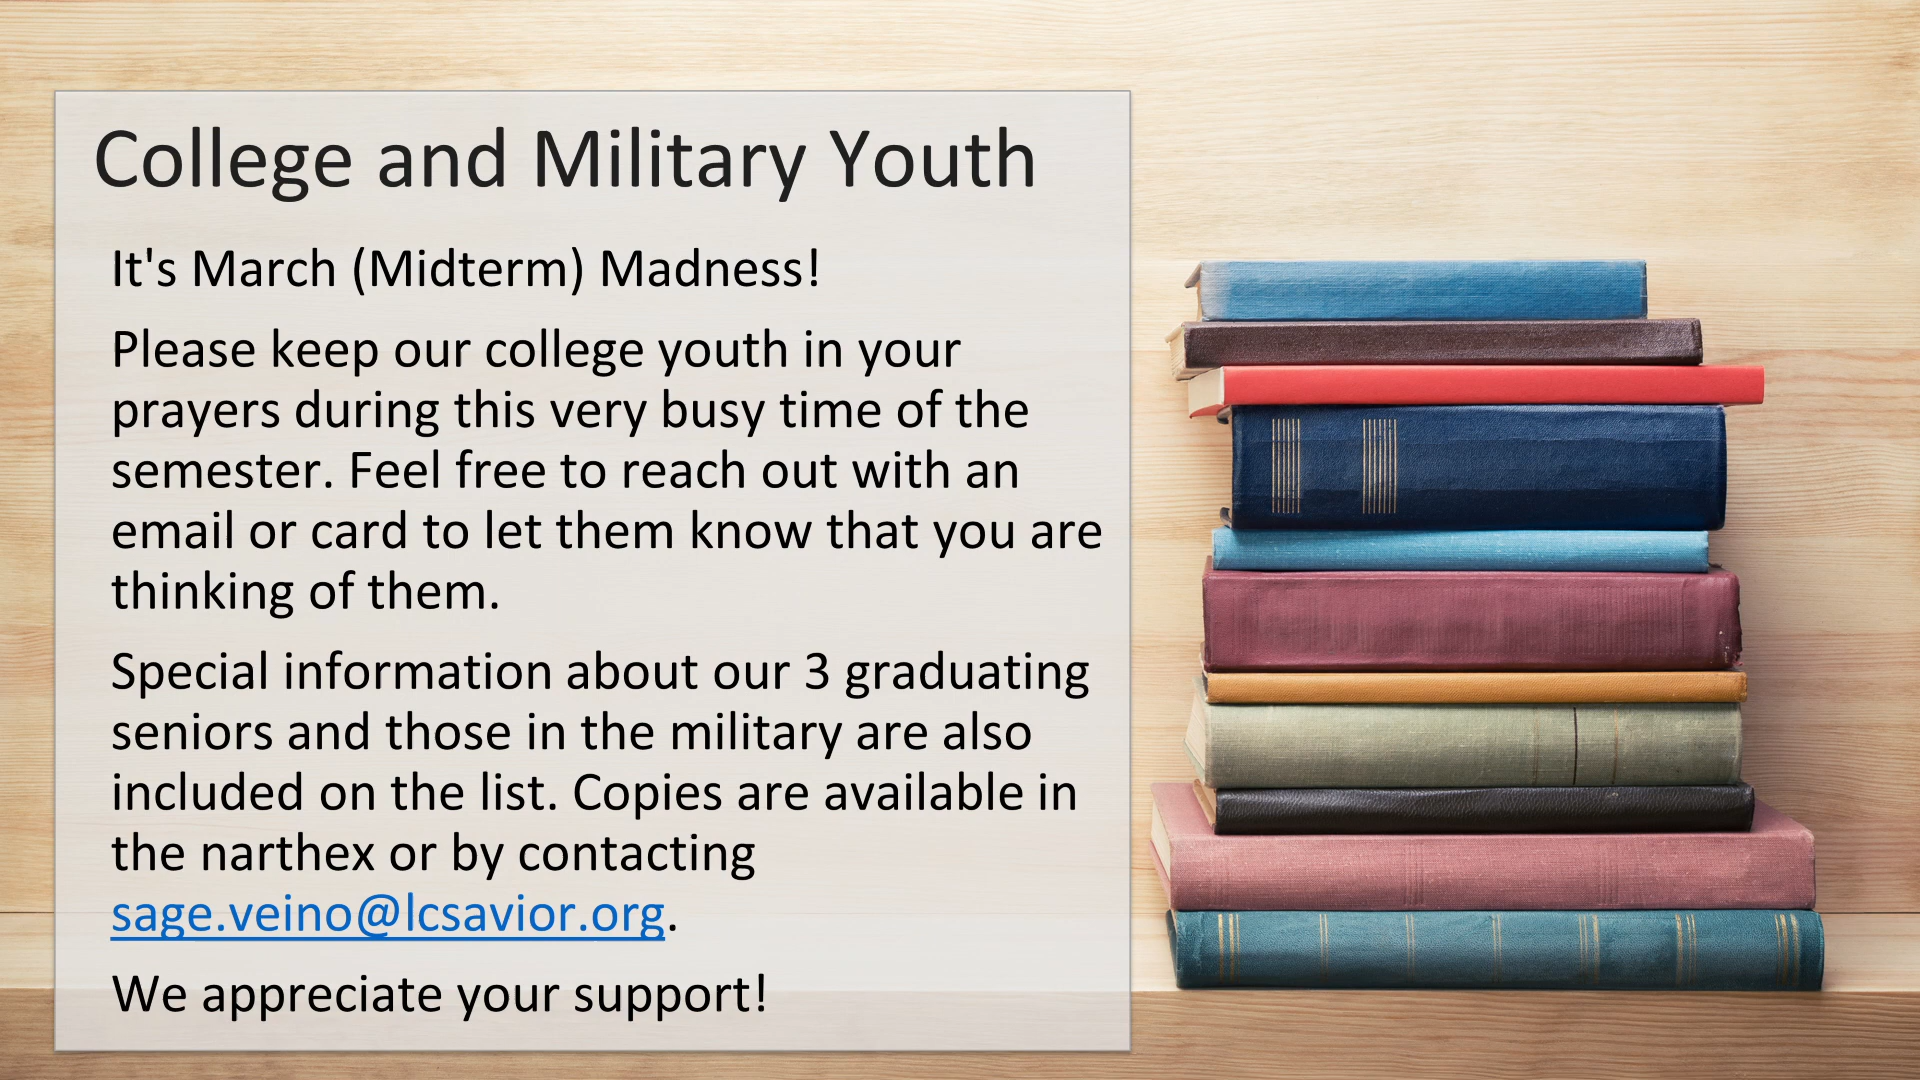 College and Military Youth
It's March (Midterm) Madness!
Please keep our college youth in your
prayers during this very busy time of the
semester. Feel free to reach out with an
email or card to let them know that you are
thinking of them.
Special information about our 3 graduating
seniors and those in the military are also
included on the list. Copies are available in
the narthex or by contacting
sage.veino@lcsavior.org.
We appreciate your support!